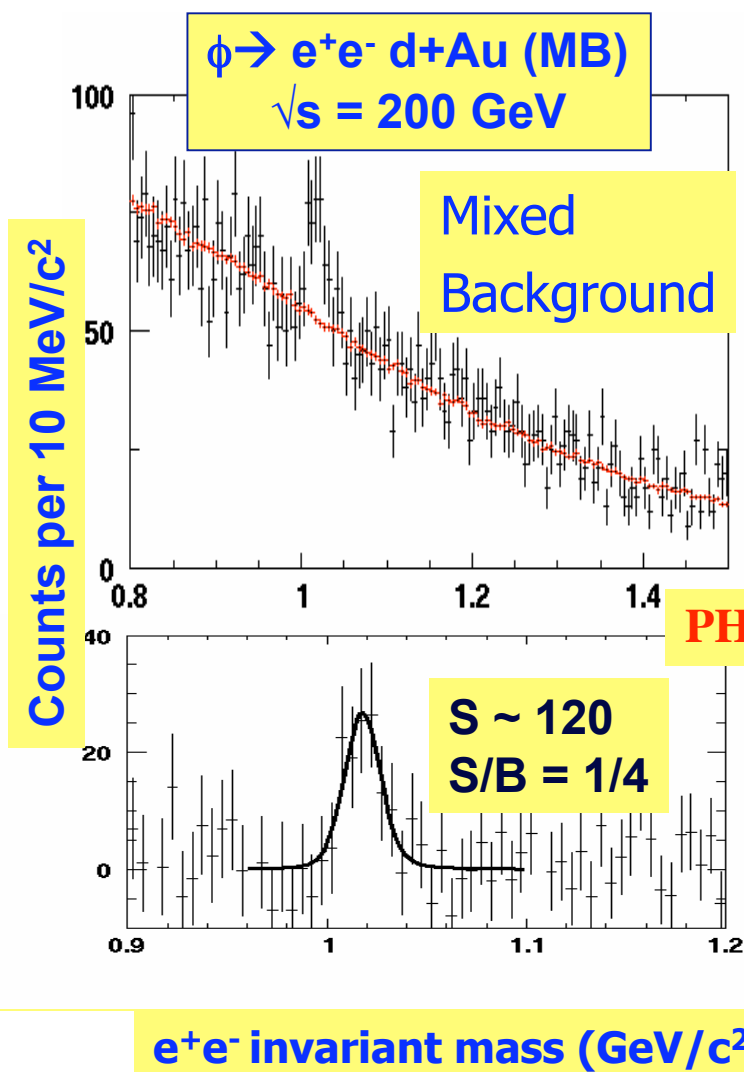 ϕ→ e⁺e⁻ d+Au (MB)
√s = 200 GeV
100
Mixed
Background
Counts per 10 MeV/c²
50
0
0.8 1 1.2 1.4
PH
40
S ~ 120
S/B = 1/4
20
0
0.9 1 1.1 1.2
e⁺e⁻ invariant mass (GeV/c²